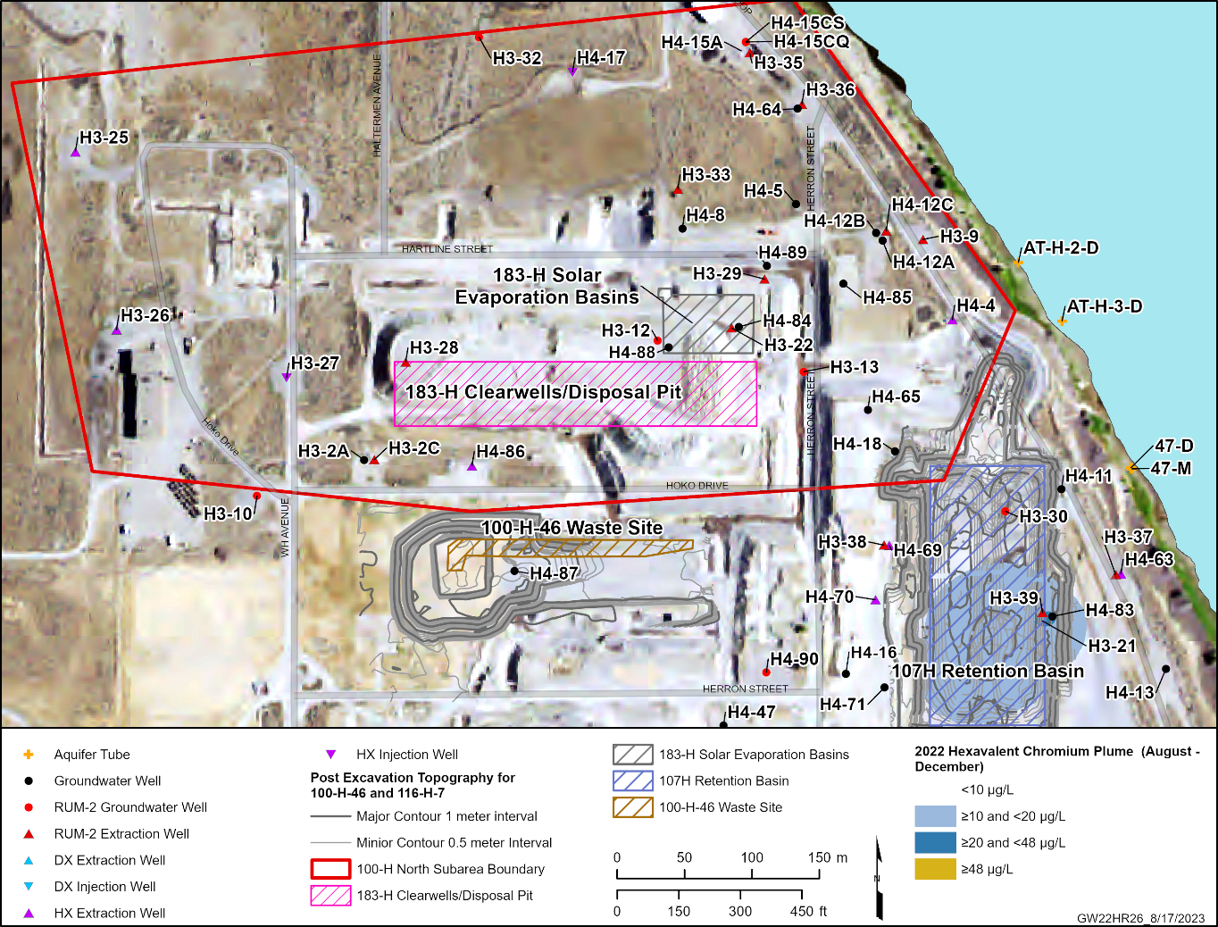 H4-15CS
H4-15A
H4-15CQ
H3-32
H4-17
H3-35
HALTERMEN AVENUE
H3-36
H4-64
H3-25
HERRON STREET
H3-33
H4-5
H4-8
H4-12C
H4-12B
H3-9
AT-H-2-D
HARTLINE STREET
H4-89
H4-12A
183-H Solar
Evaporation Basins
H3-29
H4-85
H3-26
H4-4
AT-H-3-D
H3-12
H4-84
H4-88
H3-22
H3-28
H3-27
H3-13
183-H Clearwells/Disposal Pit
HERRON STREET
H4-65
Hoko Drive
H3-2A
H3-2C
H4-86
H4-18
47-D
47-M
H4-11
HOKO DRIVE
H3-10
WH AVENUE
100-H-46 Waste Site
H3-30
H3-38
H4-69
H3-37
H4-63
H4-87
H4-70
H3-39
H4-83
H3-21
H4-90
H4-16
107H Retention Basin
HERRON STREET
H4-71
H4-13
H4-47
Aquifer Tube
Groundwater Well
RUM-2 Groundwater Well
RUM-2 Extraction Well
DX Extraction Well
DX Injection Well
HX Extraction Well
HX Injection Well
Post Excavation Topography for
100-H-46 and 116-H-7
Major Contour 1 meter interval
Minior Contour 0.5 meter Interval
100-H North Subarea Boundary
183-H Clearwells/Disposal Pit
183-H Solar Evaporation Basins
107H Retention Basin
100-H-46 Waste Site
0 50 100 150 m
0 150 300 450 ft
N
2022 Hexavalent Chromium Plume (August -
December)
<10 µg/L
≥10 and <20 µg/L
≥20 and <48 µg/L
≥48 µg/L
GW22HR26_8/17/2023